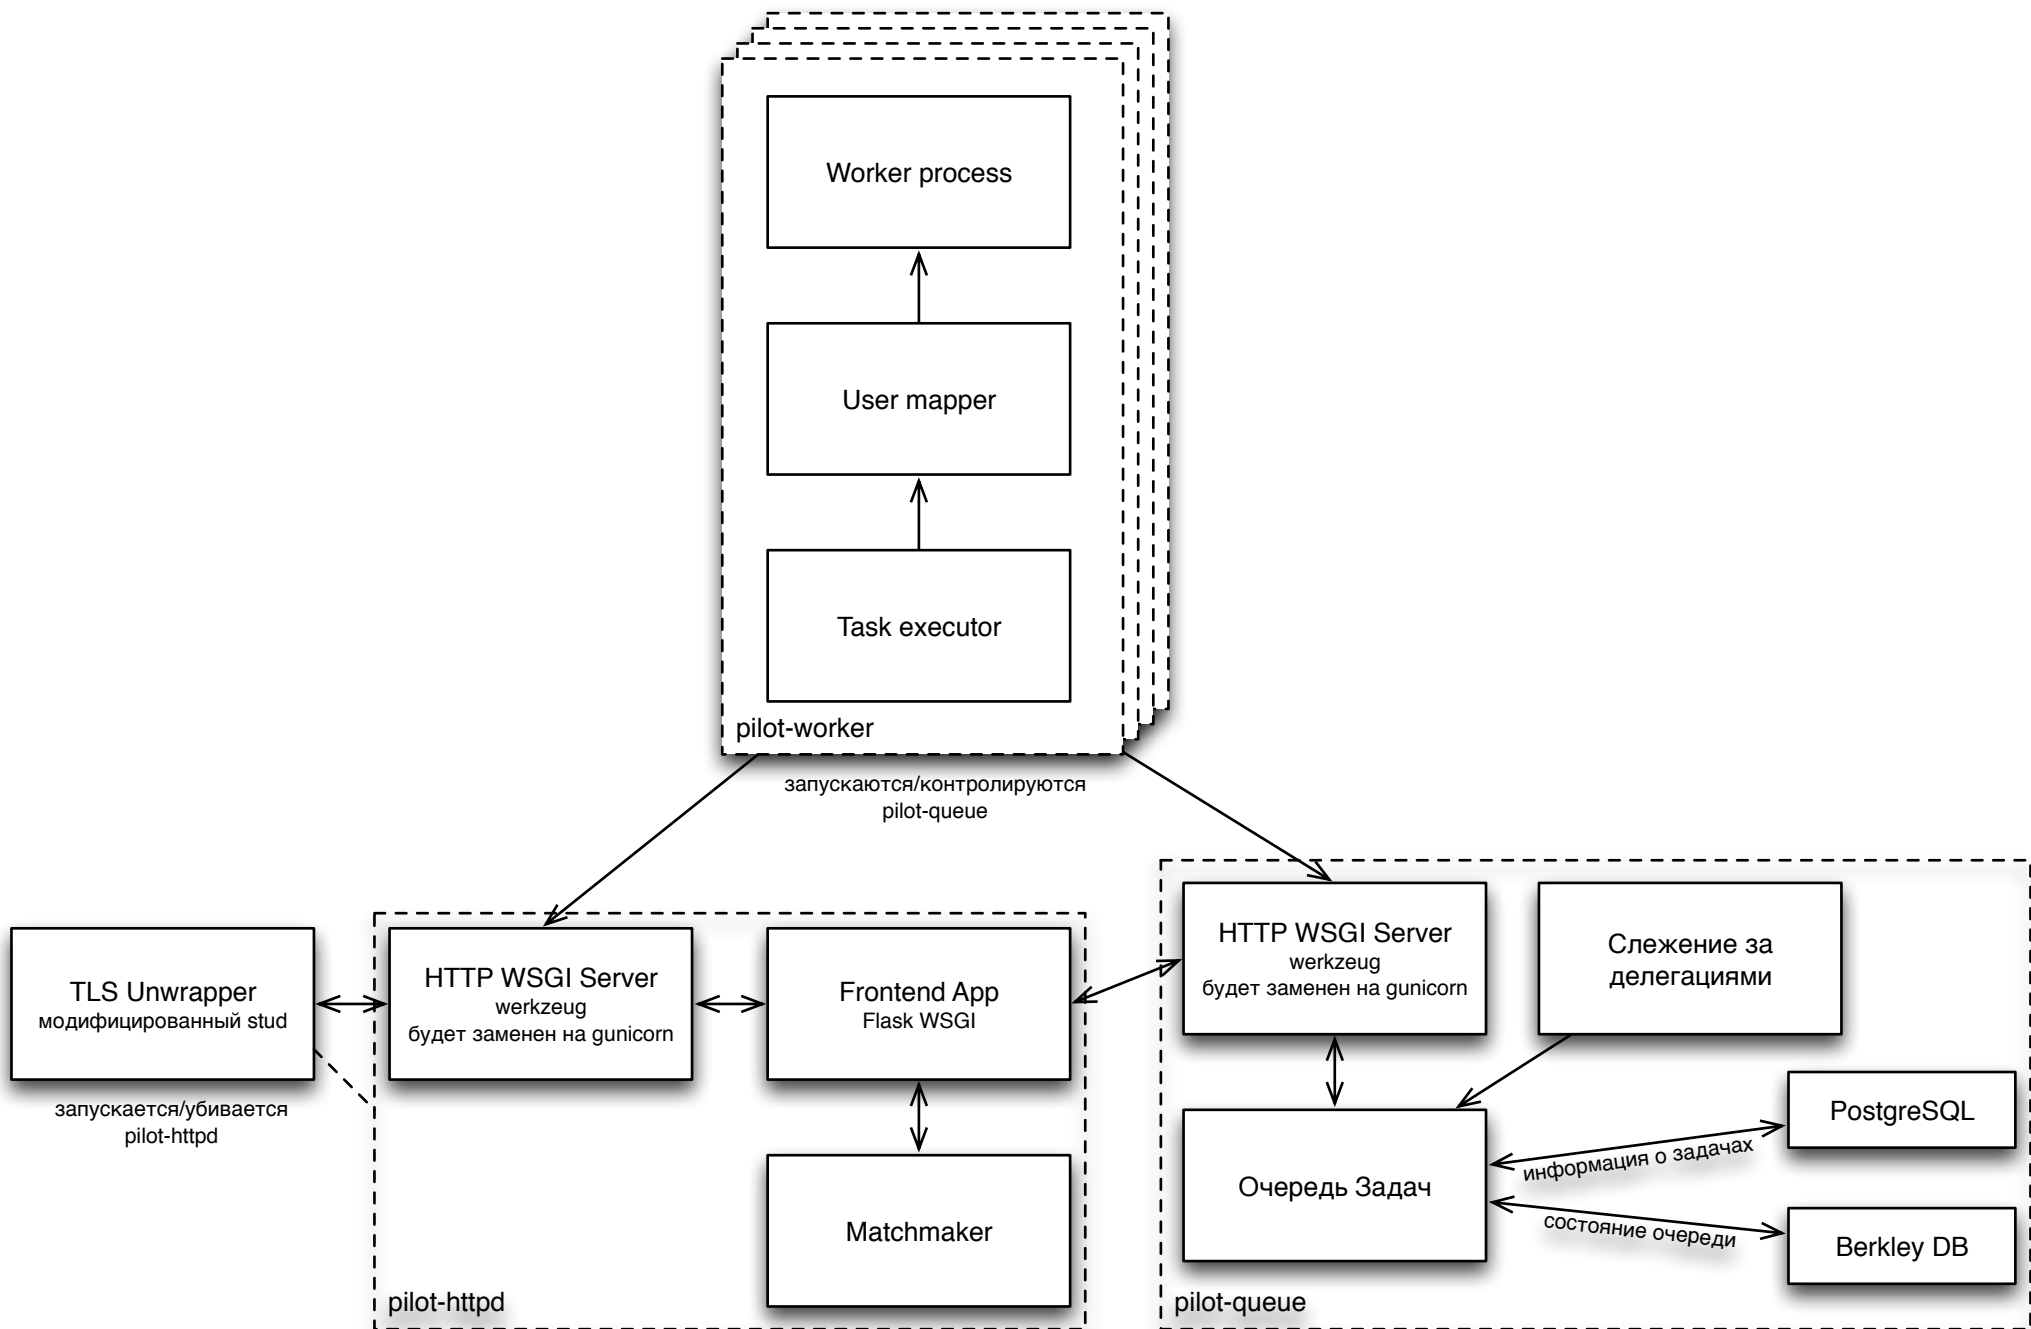 Worker process
User mapper
Task executor
pilot-worker
запускаются/контролируются
pilot-queue
TLS Unwrapper
модифицированный stud
запускается/убивается
pilot-httpd
HTTP WSGI Server
werkzeug
будет заменен на gunicorn
Frontend App
Flask WSGI
Matchmaker
pilot-httpd
HTTP WSGI Server
werkzeug
будет заменен на gunicorn
Слежение за
делегациями
Очередь Задач
информация о задачах
состояние очереди
PostgreSQL
Berkley DB
pilot-queue